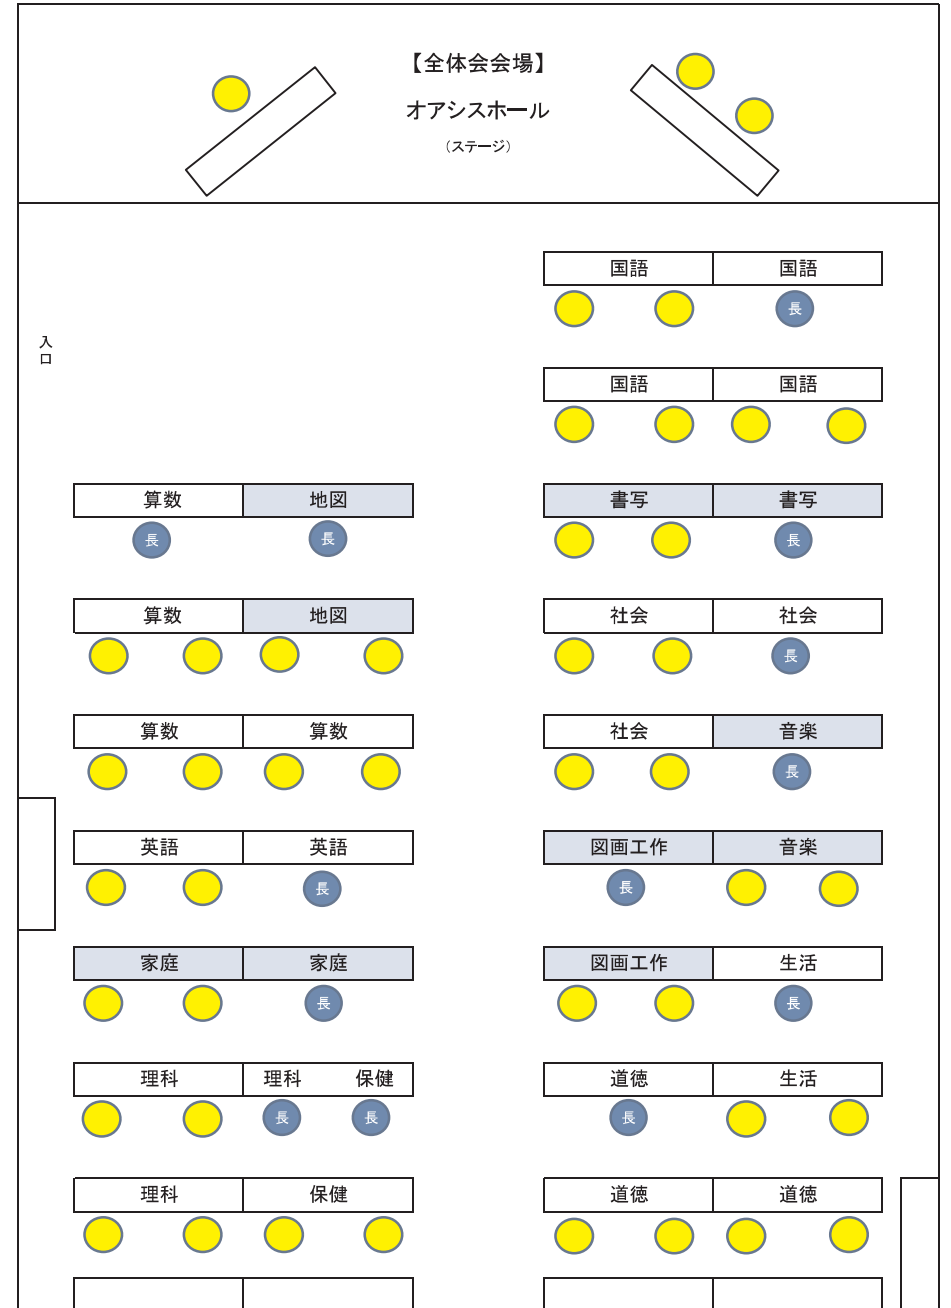 【全体会会場】
オアシスホール
（ステージ）
入口
国語 国語
長
国語 国語
算数 地図 書写 書写
長 長 長
算数 地図 社会 社会
長
算数 算数 社会 音楽
長
英語 英語 図画工作 音楽
長 長
家庭 家庭 図画工作 生活
長 長
理科 理科 保健 道徳 生活
長 長 長
理科 保健 道徳 道徳